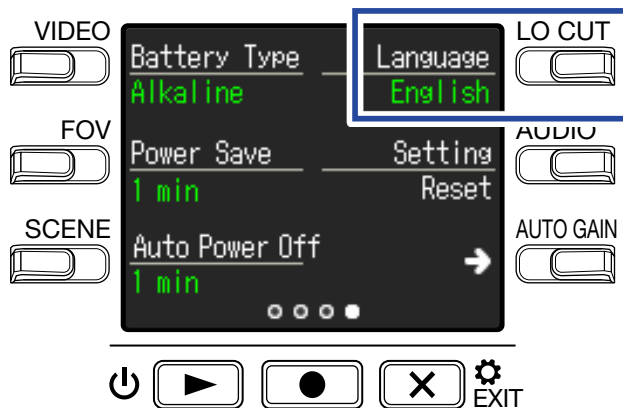 VIDEO
LO CUT
Battery Type
Language
Alkaline
English
FOV
AUDIO
Power Save
Setting
1 min
Reset
SCENE
AUTO GAIN
Auto Power Off
1 min
EXIT